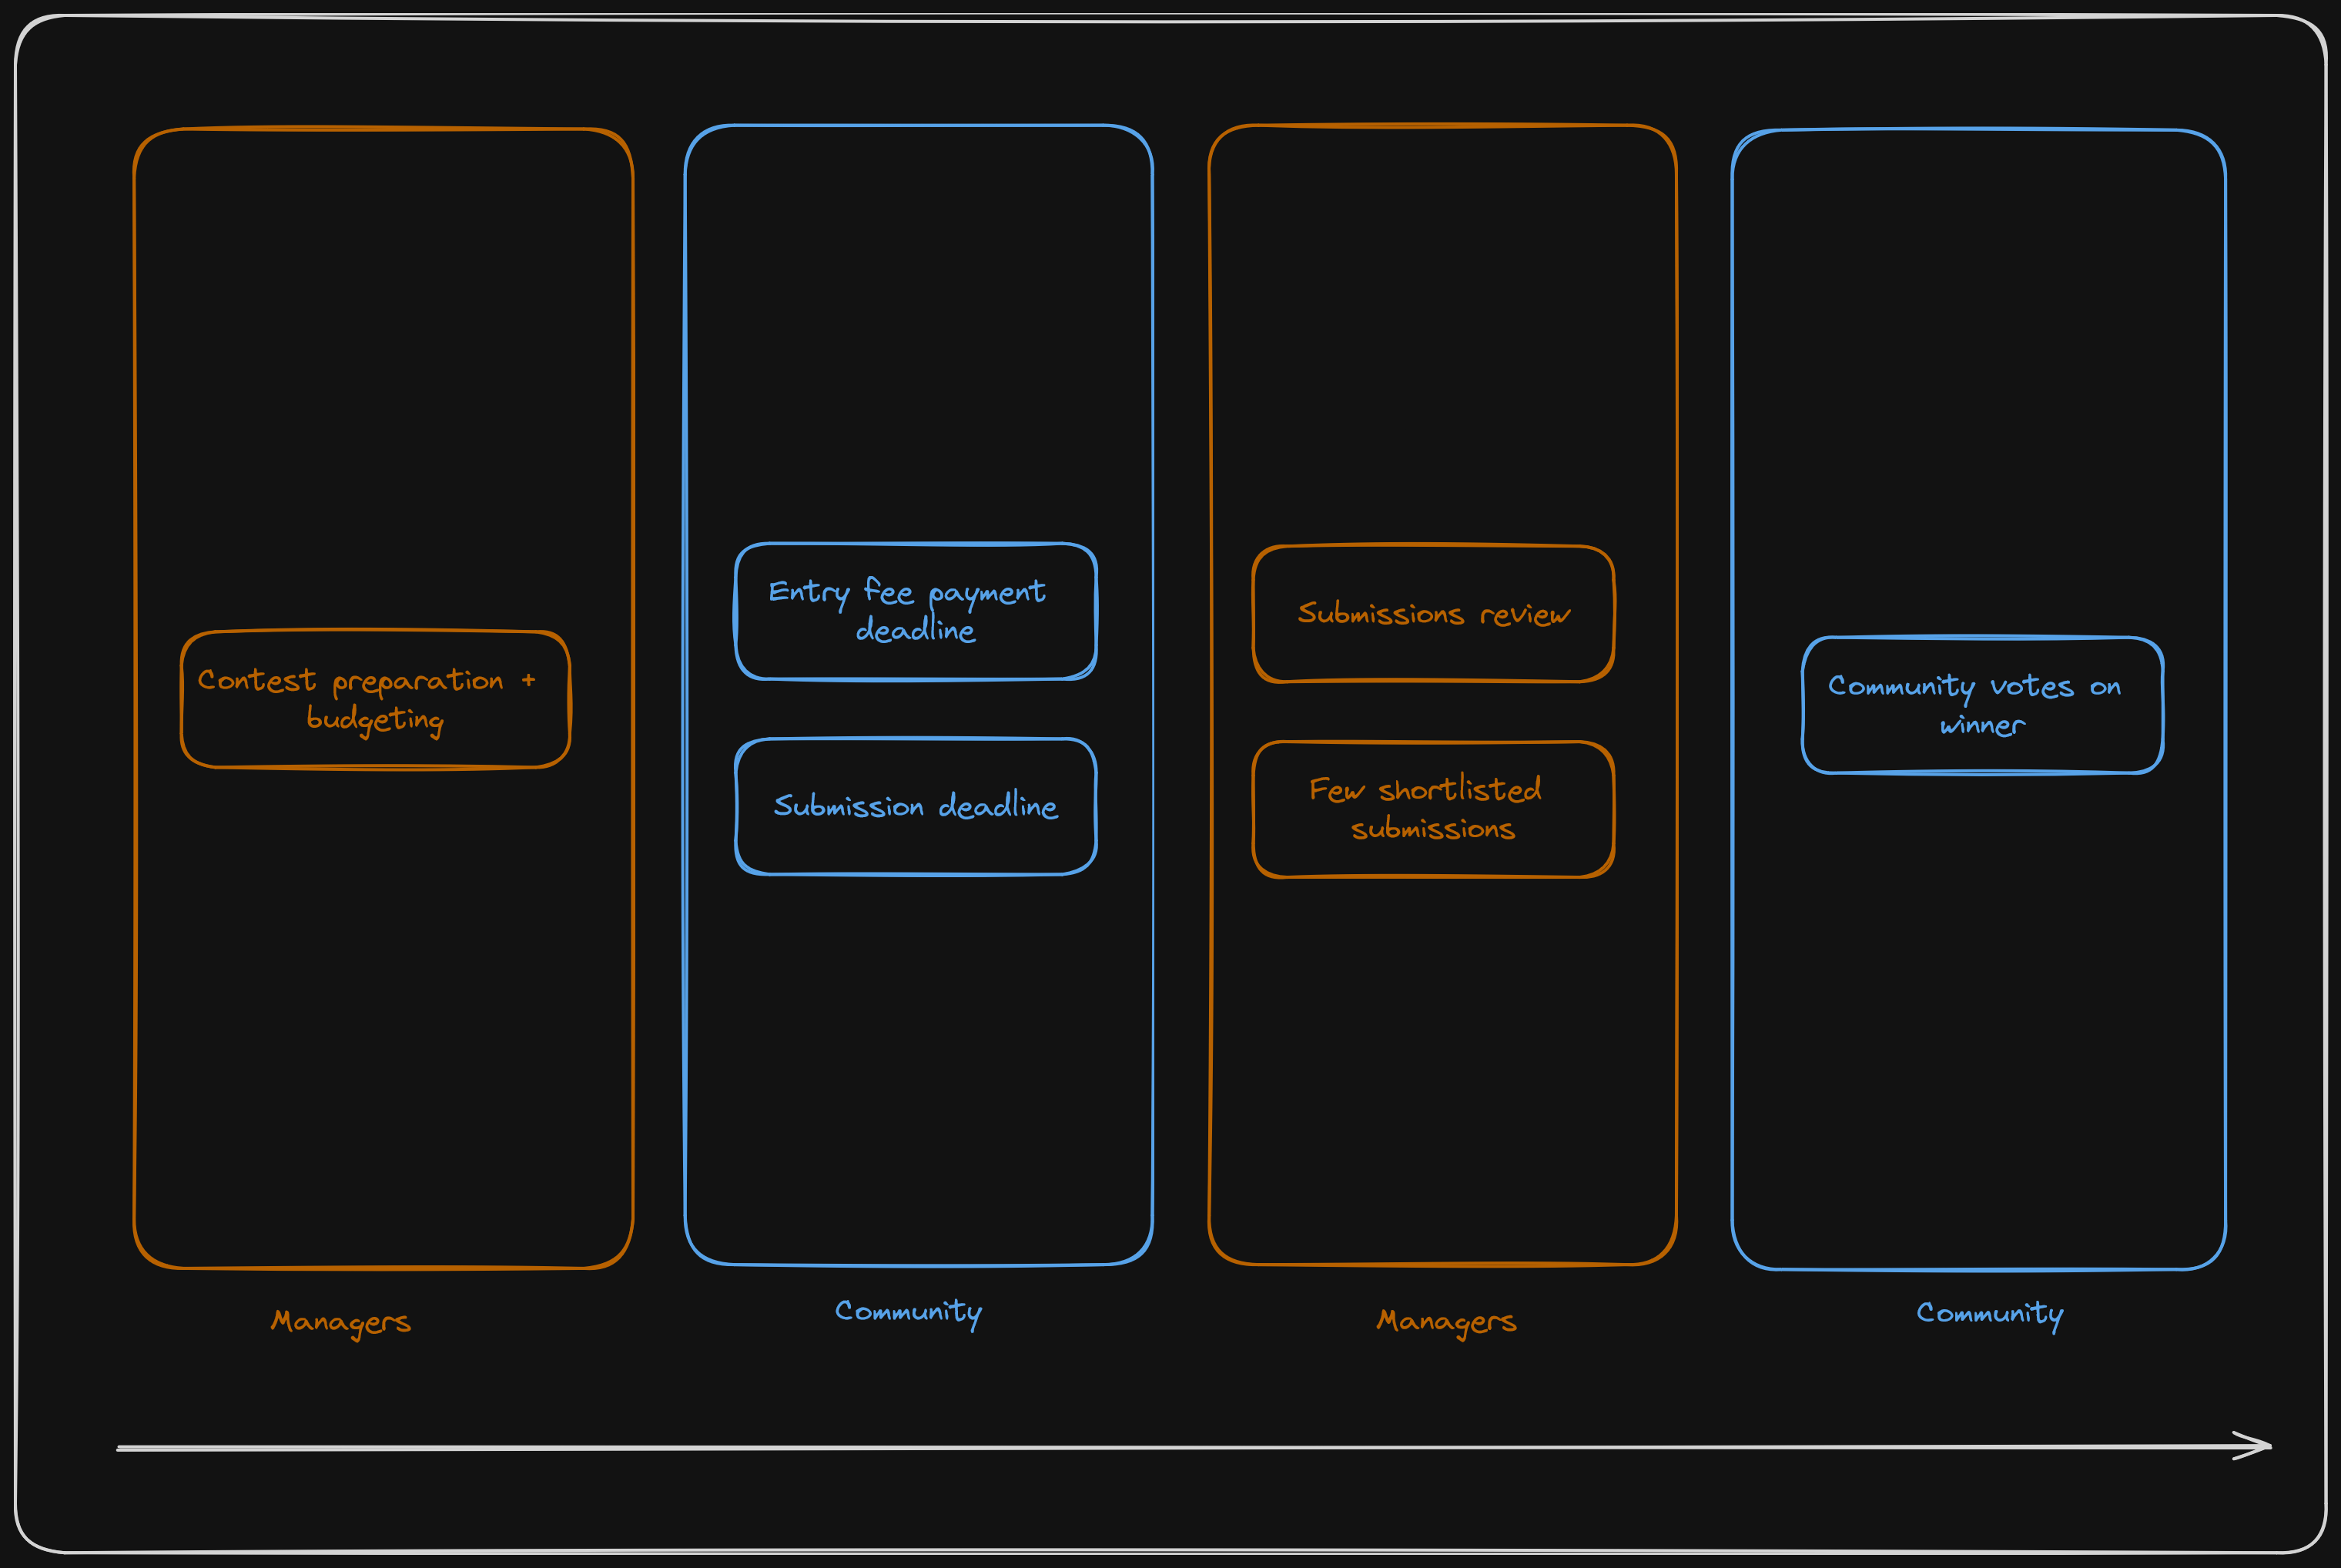 Contest preparation +
budgeting
Entry fee payment
deadline
Submission deadline
Submissions review
Few shortlisted
submissions
Community votes on
winner
Managers
Community
Managers
Community